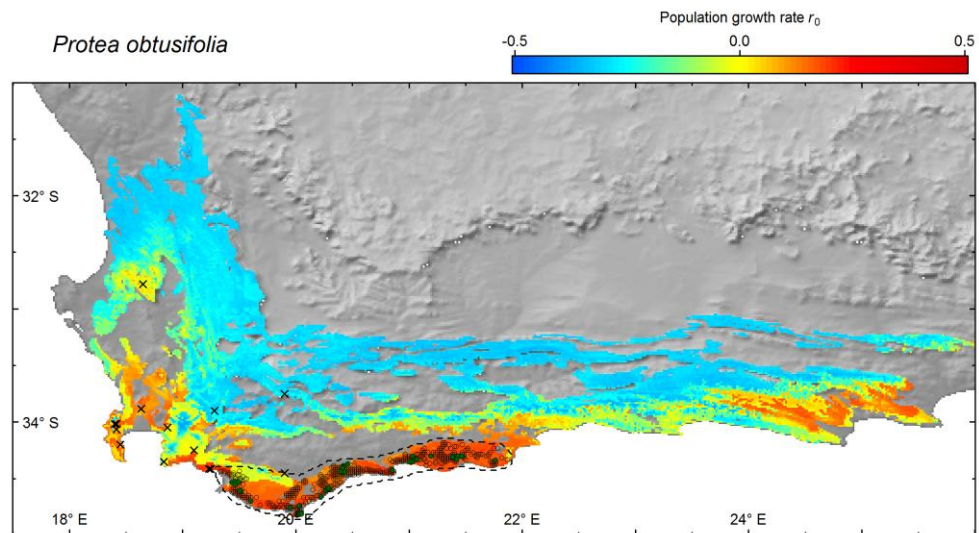 Population growth rate r0
Protea obtusifolia
-0.5 0.0 0.5
32° S
34° S
18° E 20° E 22° E 24° E